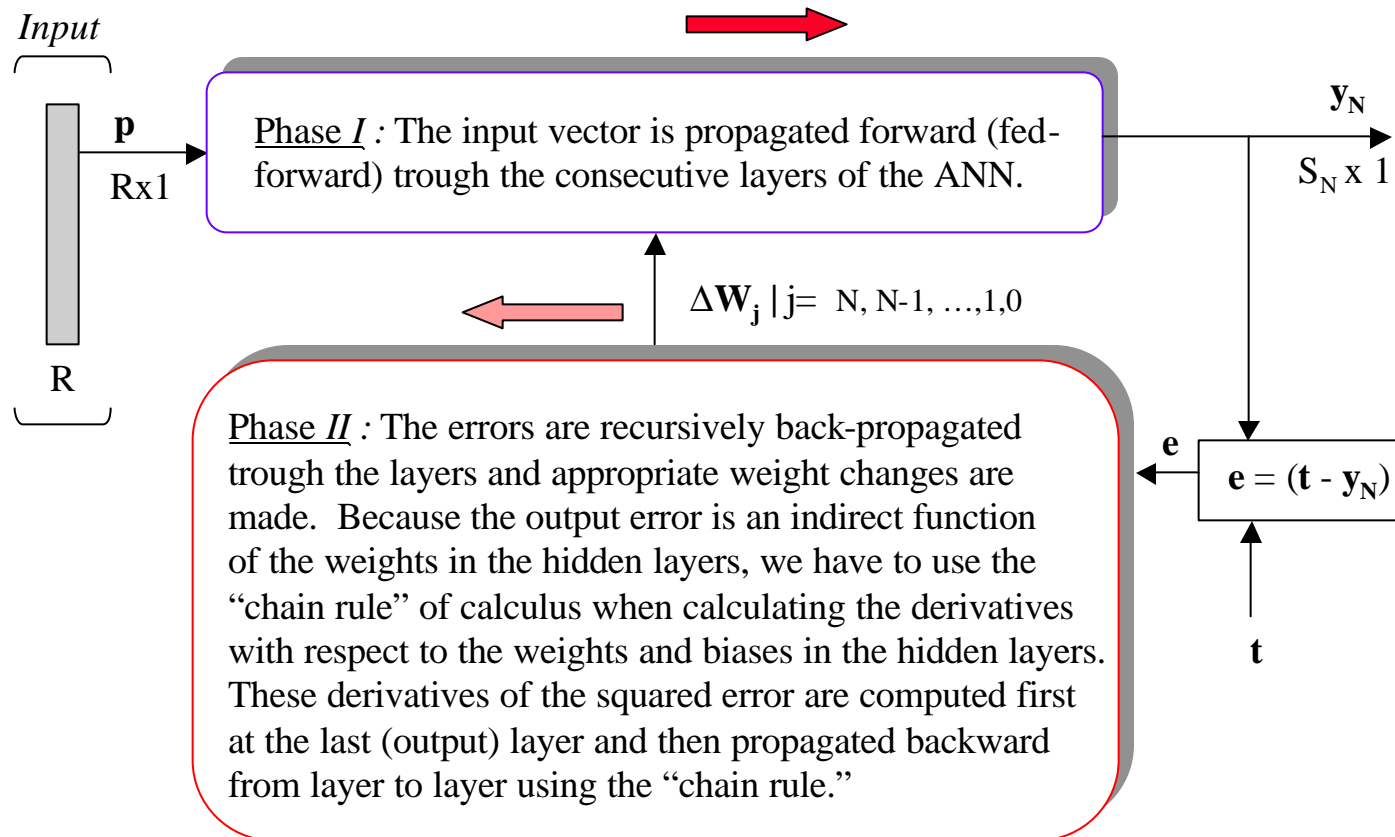 Input
p
Rx1
R
Phase I : The input vector is propagated forward (fed-
forward) trough the consecutive layers of the ANN.
y_N
S_N x 1
ΔW_j | j= N, N-1, …,1,0
Phase II : The errors are recursively back-propagated
trough the layers and appropriate weight changes are
made. Because the output error is an indirect function
of the weights in the hidden layers, we have to use the
“chain rule” of calculus when calculating the derivatives
with respect to the weights and biases in the hidden layers.
These derivatives of the squared error are computed first
at the last (output) layer and then propagated backward
from layer to layer using the “chain rule.”
e
e = (t - y_N)
t